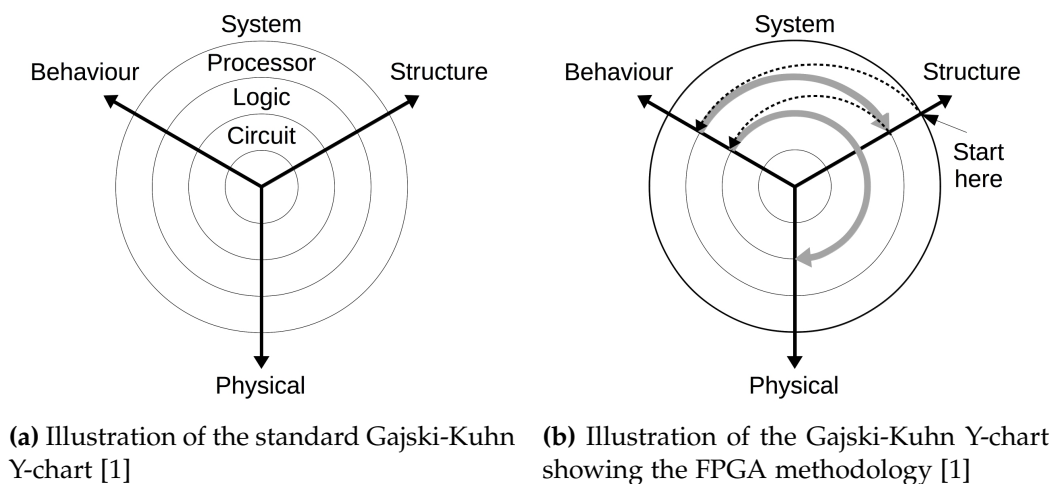 System
Behaviour
Processor
Structure
Logic
Circuit
Physical
(a) Illustration of the standard Gajski-Kuhn
Y-chart [1]
System
Behaviour
Structure
Start
here
Physical
(b) Illustration of the Gajski-Kuhn Y-chart
showing the FPGA methodology [1]